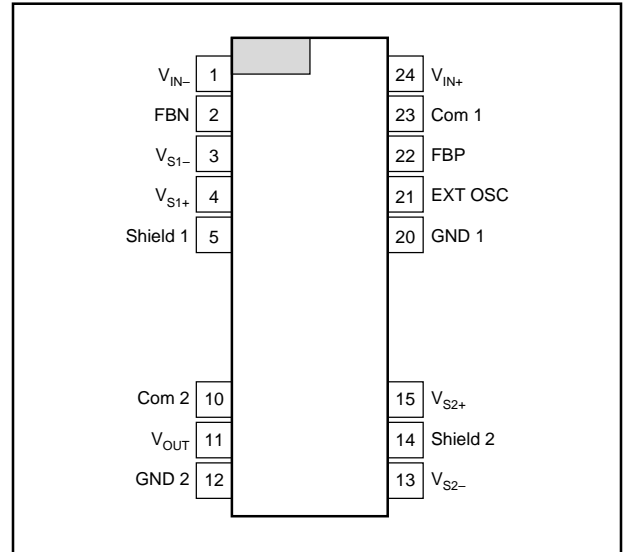 V_IN– 1 24 V_IN+
FBN 2 23 Com 1
V_S1– 3 22 FBP
V_S1+ 4 21 EXT OSC
Shield 1 5 20 GND 1
Com 2 10 15 V_S2+
V_OUT 11 14 Shield 2
GND 2 12 13 V_S2–